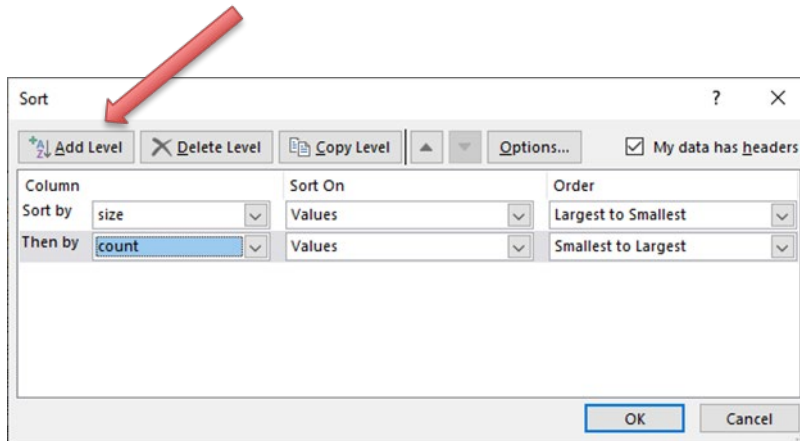 Sort ? X
Add Level Delete Level Copy Level Options... My data has headers
Column Sort On Order
Sort by size Values Largest to Smallest
Then by count Values Smallest to Largest
OK Cancel